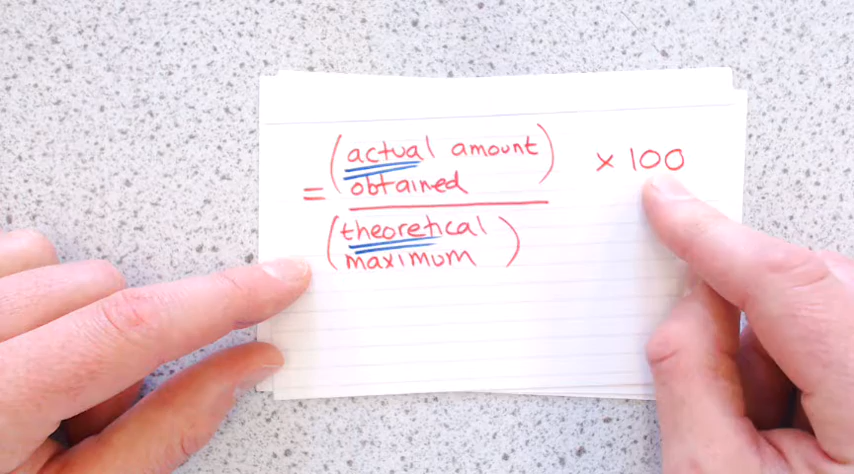 (actual amount
= obtained) × 100
(theoretical
maximum)